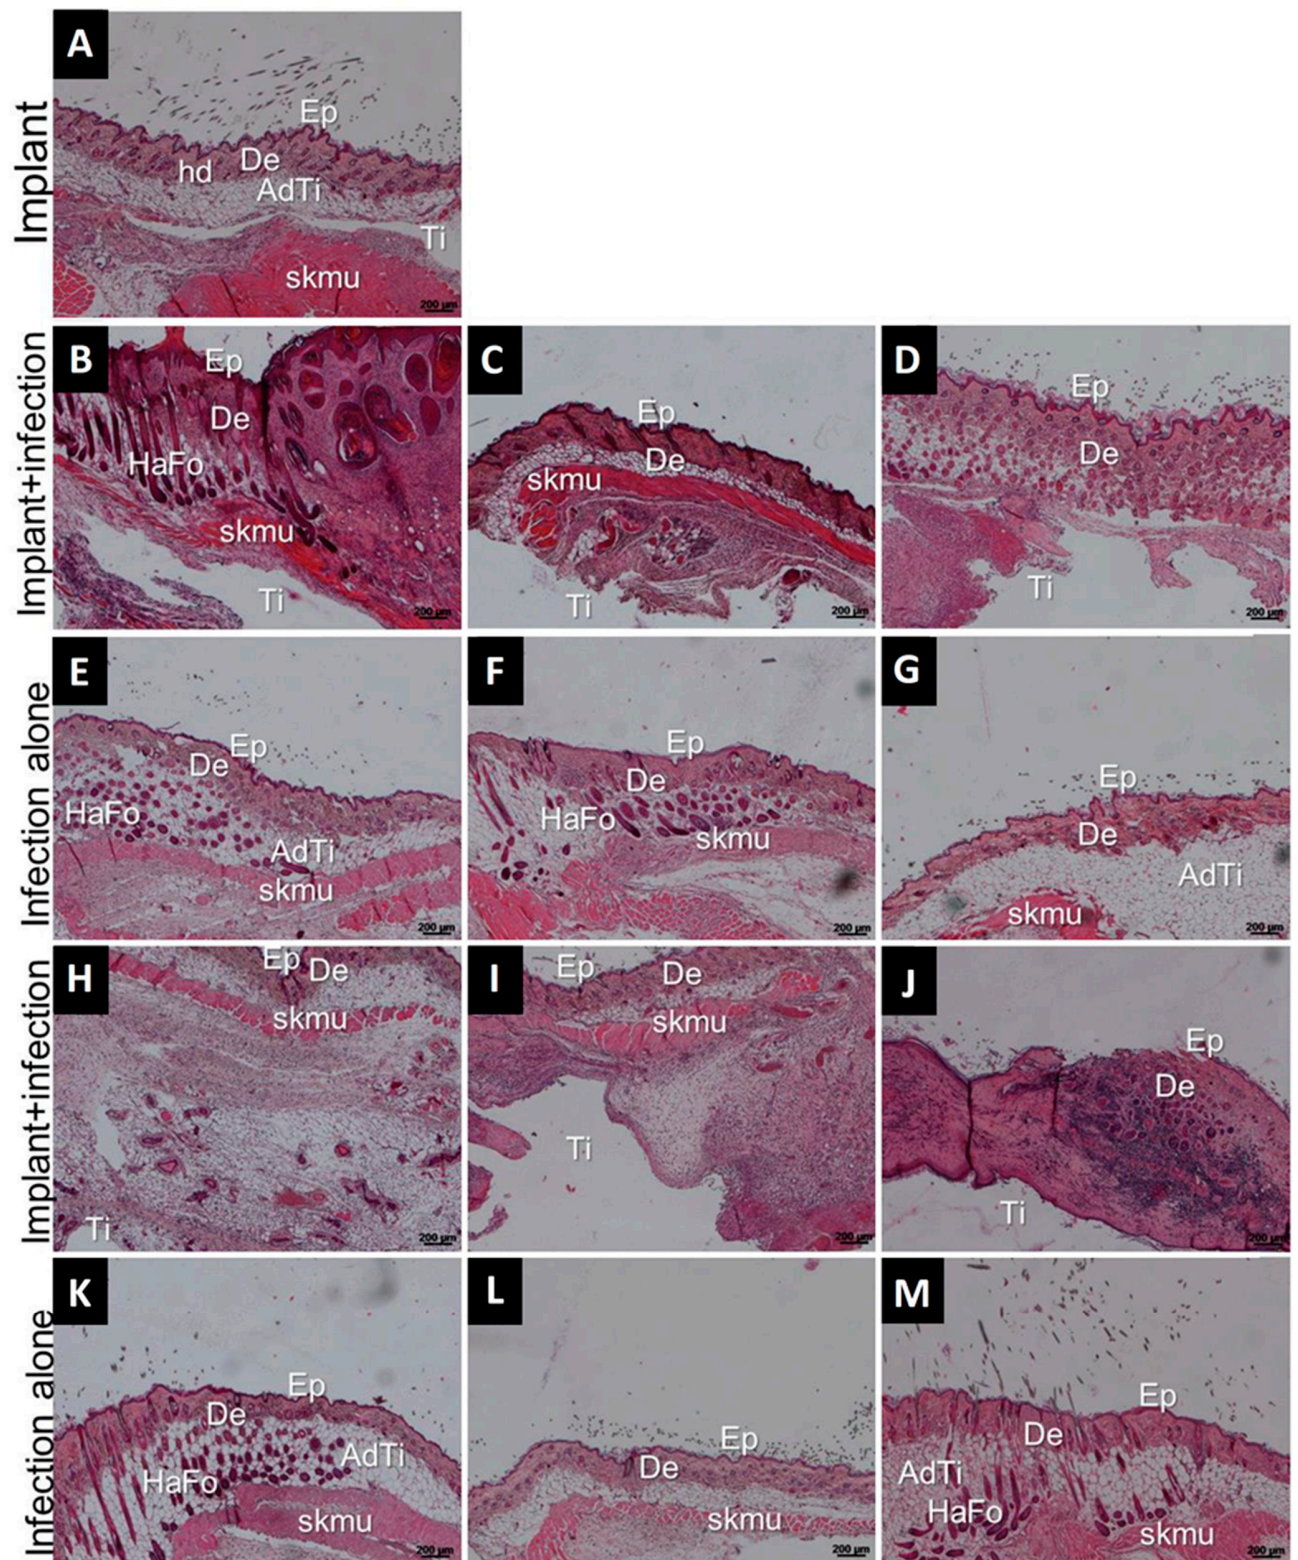 Implant
A
Ep
De
hd
AdTi
Ti
skmu
200 µm
Implant+infection
B
Ep
De
HaFo
skmu
Ti
200 µm
C
Ep
De
skmu
Ti
200 µm
D
Ep
De
Ti
200 µm
Infection alone
E
Ep
De
HaFo
AdTi
skmu
200 µm
F
Ep
De
HaFo
skmu
200 µm
G
Ep
De
AdTi
skmu
200 µm
Implant+infection
H
Ep De
skmu
Ti
200 µm
I
Ep De
skmu
Ti
200 µm
J
Ep
De
Ti
200 µm
Infection alone
K
Ep
De
AdTi
HaFo
skmu
200 µm
L
Ep
De
skmu
200 µm
M
Ep
De
AdTi
HaFo
skmu
200 µm